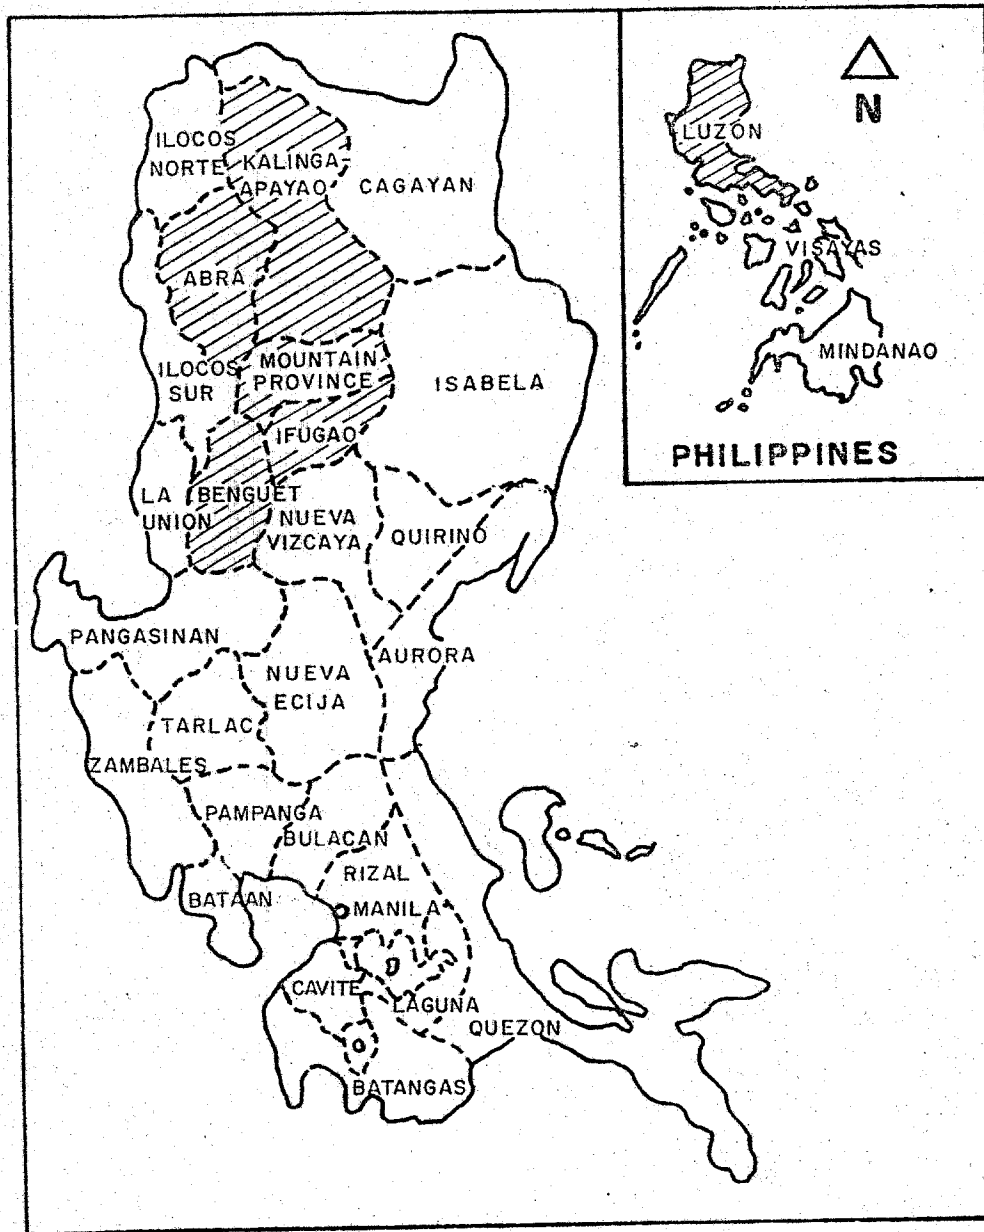 ILOCOS
NORTE
KALINGA-
APAYAO
CAGAYAN
ABRA
ILOCOS
SUR
MOUNTAIN
PROVINCE
ISABELA
IFUGAO
LA
UNION
BENGUET
NUEVA
VIZCAYA
QUIRINO
PANGASINAN
AURORA
NUEVA
ECIJA
TARLAC
ZAMBALES
PAMPANGA
BULACAN
RIZAL
BATAAN
MANILA
CAVITE
LAGUNA
QUEZON
BATANGAS
N
LUZON
VISAYAS
MINDANAO
PHILIPPINES